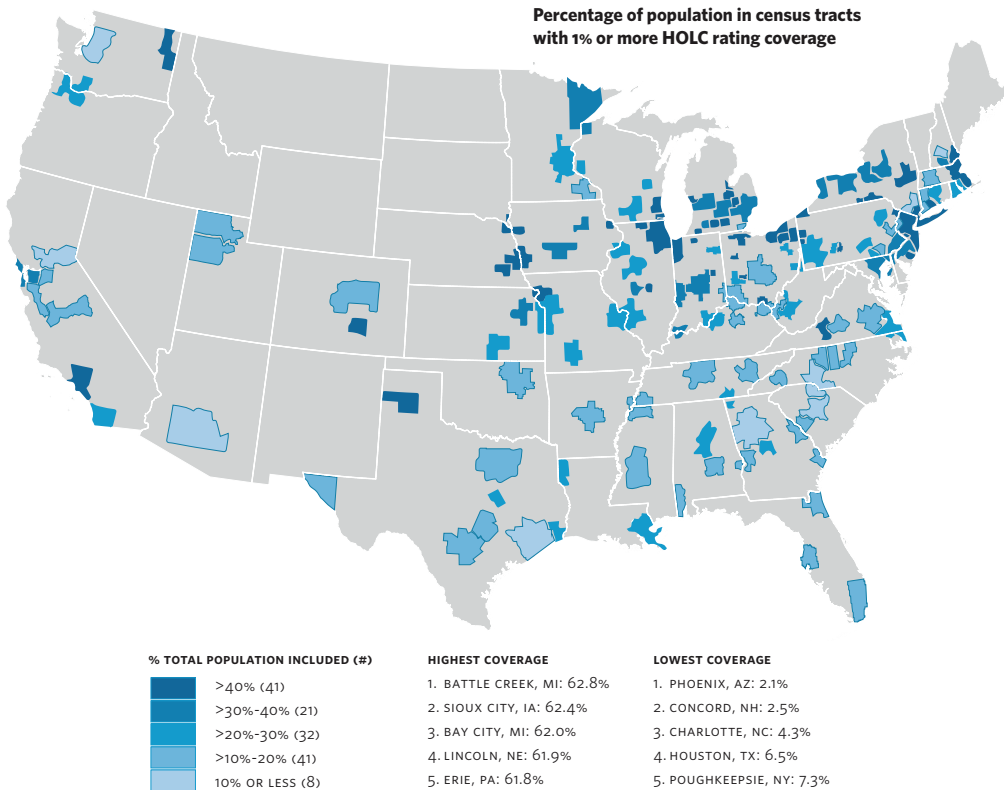 Percentage of population in census tracts
with 1% or more HOLC rating coverage
% TOTAL POPULATION INCLUDED (#)
>40% (41)
>30%-40% (21)
>20%-30% (32)
>10%-20% (41)
10% OR LESS (8)
HIGHEST COVERAGE
1. BATTLE CREEK, MI: 62.8%
2. SIOUX CITY, IA: 62.4%
3. BAY CITY, MI: 62.0%
4. LINCOLN, NE: 61.9%
5. ERIE, PA: 61.8%
LOWEST COVERAGE
1. PHOENIX, AZ: 2.1%
2. CONCORD, NH: 2.5%
3. CHARLOTTE, NC: 4.3%
4. HOUSTON, TX: 6.5%
5. POUGHKEEPSIE, NY: 7.3%